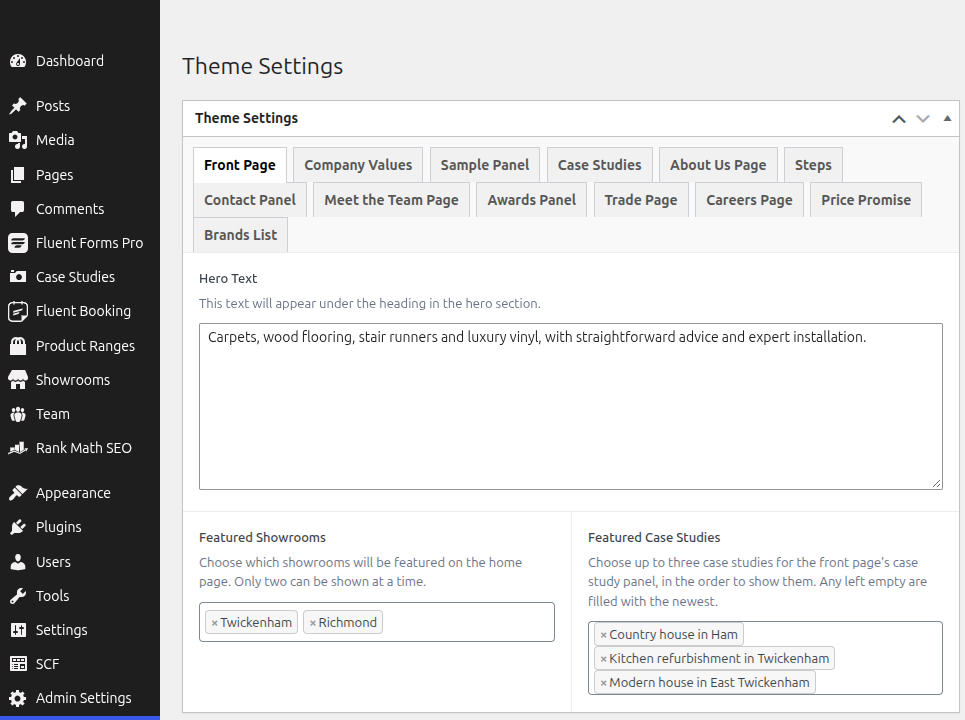 Dashboard
Posts
Media
Pages
Comments
Fluent Forms Pro
Case Studies
Fluent Booking
Product Ranges
Showrooms
Team
Rank Math SEO
Appearance
Plugins
Users
Tools
Settings
SCF
Admin Settings
Theme Settings
Theme Settings
Front Page Company Values Sample Panel Case Studies About Us Page Steps
Contact Panel Meet the Team Page Awards Panel Trade Page Careers Page Price Promise
Brands List
Hero Text
This text will appear under the heading in the hero section.
Carpets, wood flooring, stair runners and luxury vinyl, with straightforward advice and expert installation.
Featured Showrooms
Choose which showrooms will be featured on the home
page. Only two can be shown at a time.
×Twickenham ×Richmond
Featured Case Studies
Choose up to three case studies for the front page's case
study panel, in the order to show them. Any left empty are
filled with the newest.
×Country house in Ham
×Kitchen refurbishment in Twickenham
×Modern house in East Twickenham